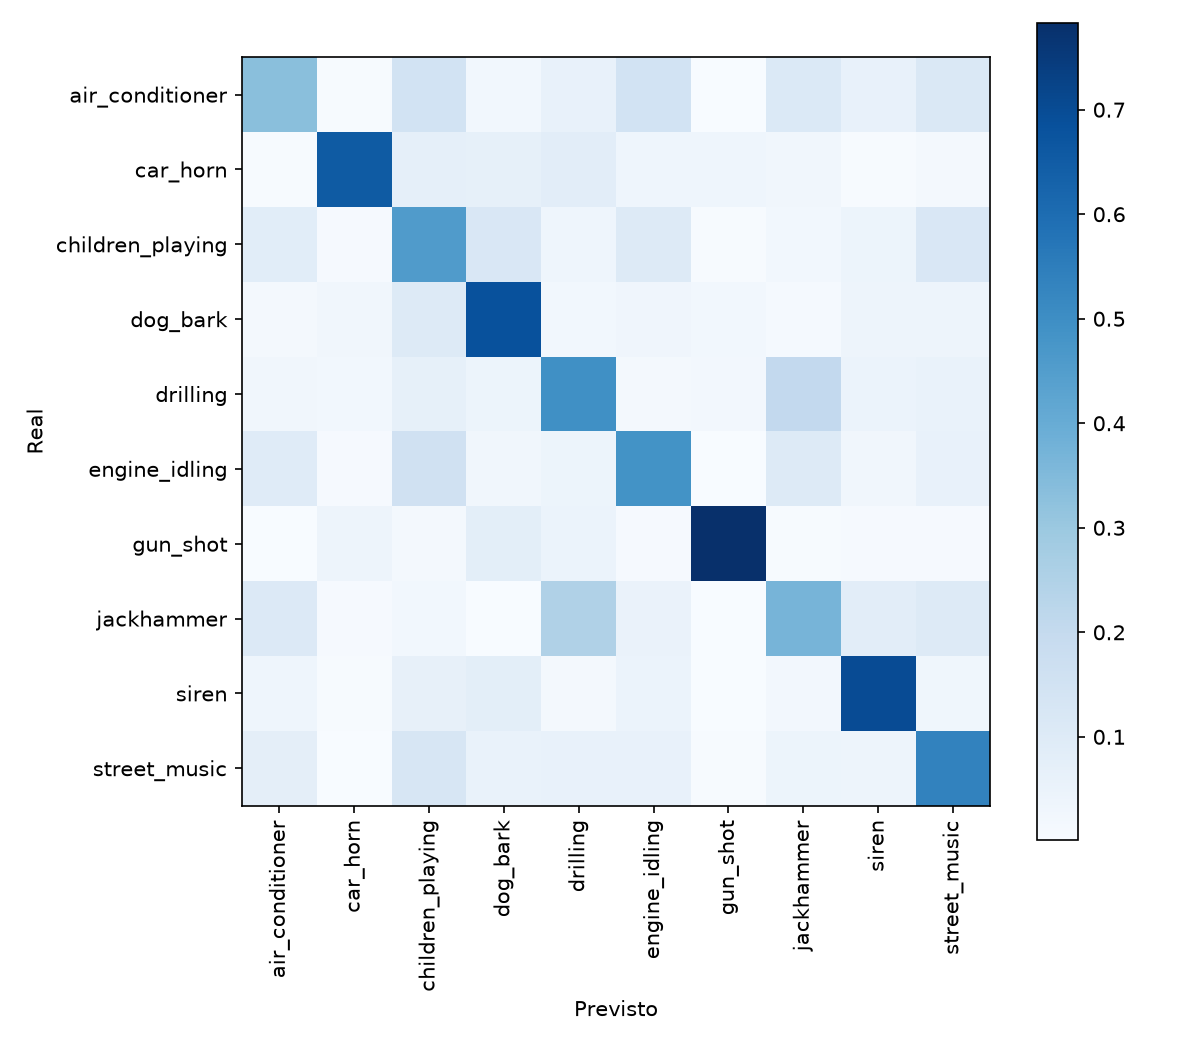 air_conditioner
car_horn
children_playing
dog_bark
drilling
engine_idling
gun_shot
jackhammer
siren
street_music
Real
air_conditioner
car_horn
children_playing
dog_bark
drilling
engine_idling
gun_shot
jackhammer
siren
street_music
Previsto
0.7
0.6
0.5
0.4
0.3
0.2
0.1